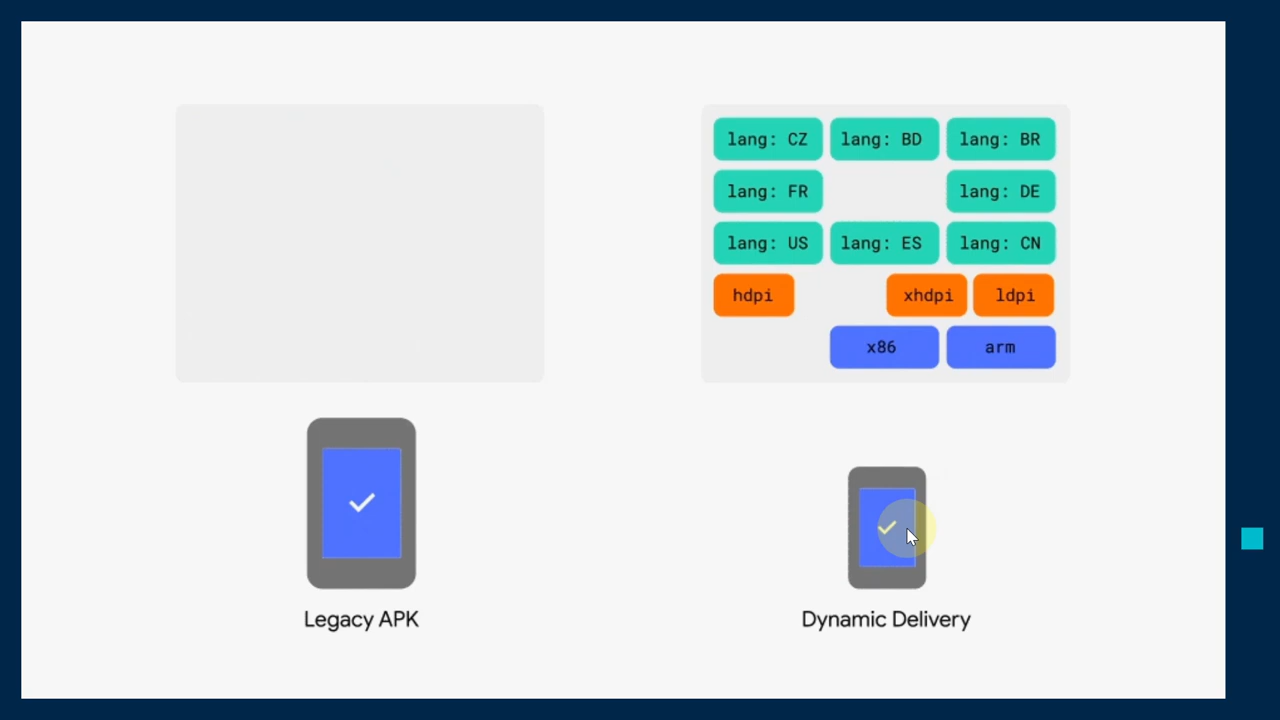 lang: CZ lang: BD lang: BR
lang: FR lang: DE
lang: US lang: ES lang: CN
hdpi xhdpi ldpi
x86 arm
Legacy APK
Dynamic Delivery